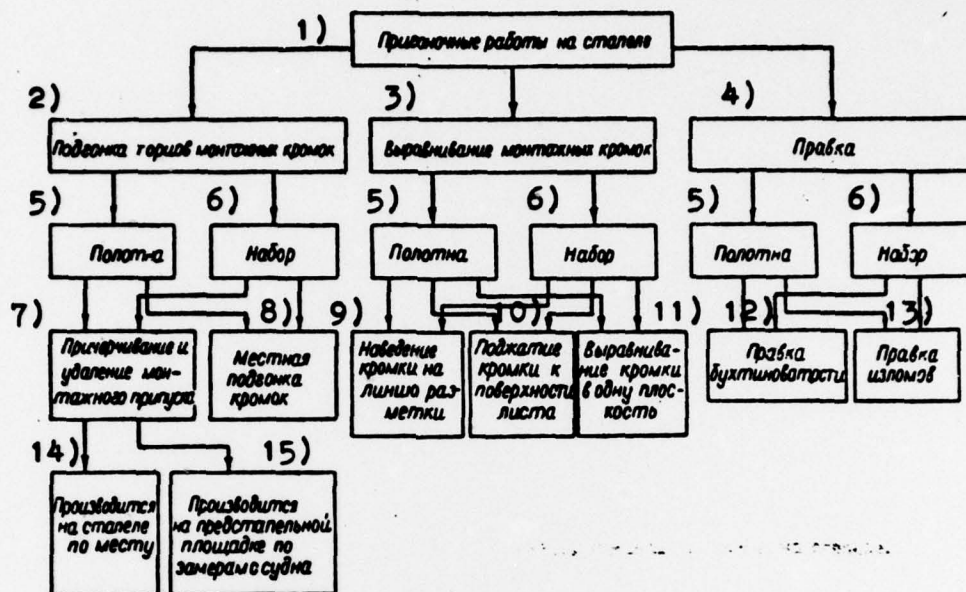 1)
Пригоночные работы на стапеле
2)
3)
4)
Подгонка торцов монтажных кромок
Выравнивание монтажных кромок
Правка
5)
6)
5)
6)
5)
6)
Полотна
Набор
Полотна
Набор
Полотна
Набор
7)
8)
9)
10)
11)
12)
13)
Причерчивание и
удаление мон-
тажного припуска
Местная
подгонка
кромок
Наведение
кромки на
линию раз-
метки
Поджатие
кромки к
поверхности
листа
Выравнива-
ние кромки
в одну плос-
кость
Правка
бухтиноватости
Правка
изломов
14)
15)
Производится
на стапеле
по месту
Производится
на предстапельной
площадке по
замерам с судна